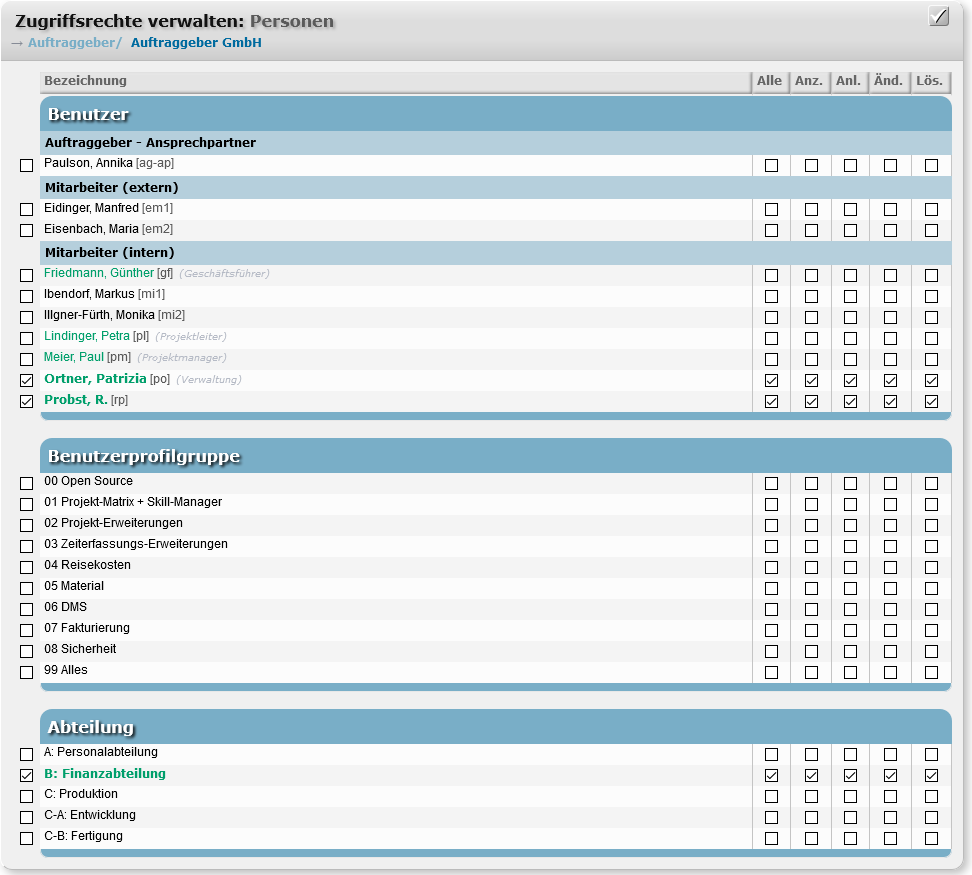 Zugriffsrechte verwalten: Personen
→ Auftraggeber/ Auftraggeber GmbH
Bezeichnung Alle Anz. Anl. Änd. Lös.
Benutzer
Auftraggeber - Ansprechpartner
Paulson, Annika [ag-ap]
Mitarbeiter (extern)
Eidinger, Manfred [em1]
Eisenbach, Maria [em2]
Mitarbeiter (intern)
Friedmann, Günther [gf] (Geschäftsführer)
Ibendorf, Markus [mi1]
Illgner-Fürth, Monika [mi2]
Lindinger, Petra [pl] (Projektleiter)
Meier, Paul [pm] (Projektmanager)
Ortner, Patrizia [po] (Verwaltung)
Probst, R. [rp]
Benutzerprofilgruppe
00 Open Source
01 Projekt-Matrix + Skill-Manager
02 Projekt-Erweiterungen
03 Zeiterfassungs-Erweiterungen
04 Reisekosten
05 Material
06 DMS
07 Fakturierung
08 Sicherheit
99 Alles
Abteilung
A: Personalabteilung
B: Finanzabteilung
C: Produktion
C-A: Entwicklung
C-B: Fertigung